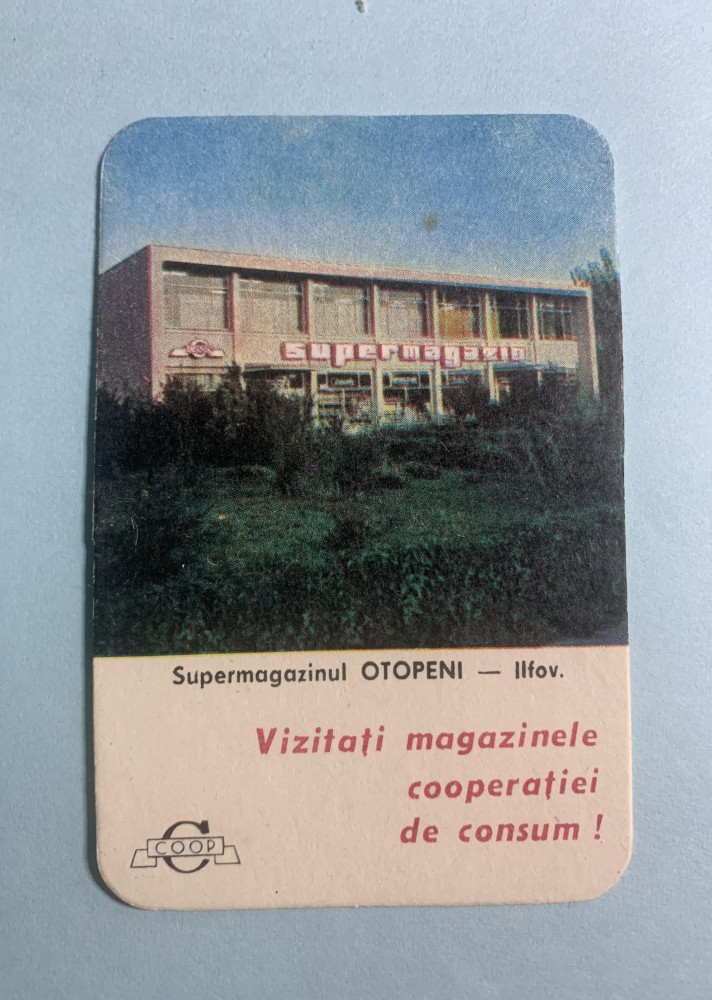 supermagazin
Supermagazinul OTOPENI — Ilfov.
Vizitați magazinele
cooperației
de consum !
COOP